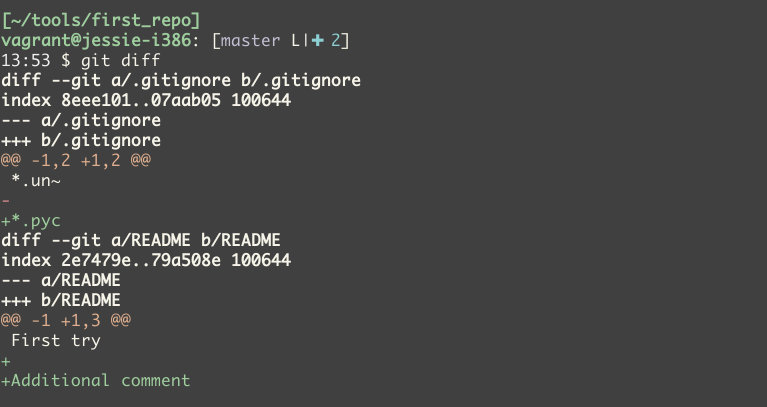 [~/tools/first_repo]
vagrant@jessie-i386: [master L|✚ 2]
13:53 $ git diff
diff --git a/.gitignore b/.gitignore
index 8eee101..07aab05 100644
--- a/.gitignore
+++ b/.gitignore
@@ -1,2 +1,2 @@
 *.un~
-
+*.pyc
diff --git a/README b/README
index 2e7479e..79a508e 100644
--- a/README
+++ b/README
@@ -1 +1,3 @@
 First try
+
+Additional comment